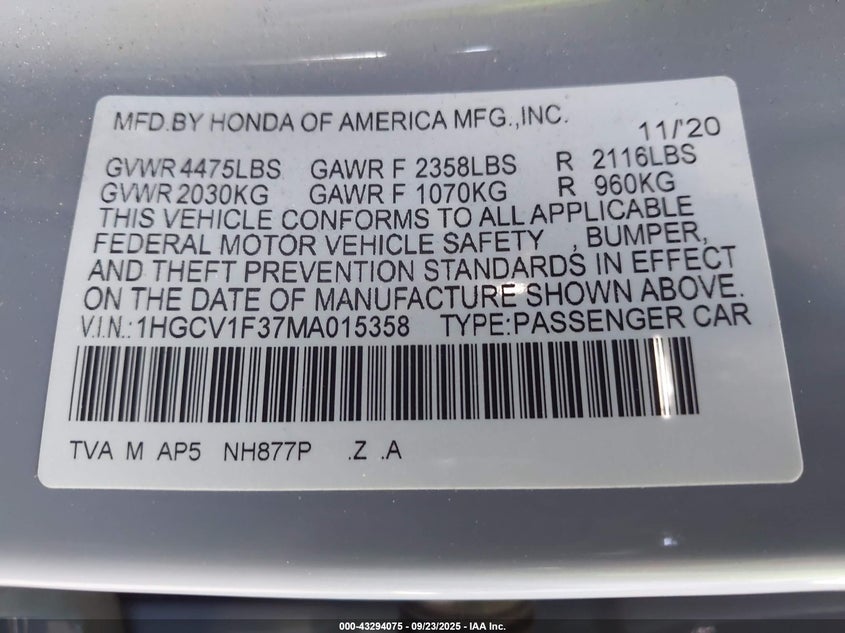 MFD.BY HONDA OF AMERICA MFG.,INC. 11/'20
GVWR 4475LBS GAWR F 2358LBS R 2116LBS
GVWR 2030KG GAWR F 1070KG R 960KG
THIS VEHICLE CONFORMS TO ALL APPLICABLE
FEDERAL MOTOR VEHICLE SAFETY , BUMPER,
AND THEFT PREVENTION STANDARDS IN EFFECT
ON THE DATE OF MANUFACTURE SHOWN ABOVE.
V.I.N.: 1HGCV1F37MA015358 TYPE:PASSENGER CAR
TVA M AP5 NH877P .Z .A
000-43294075 - 09/23/2025 - IAA Inc.